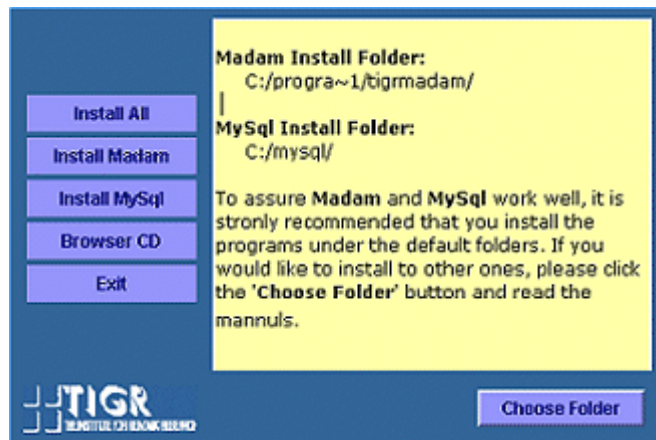 Madam Install Folder:
C:/progra~1/tigrmadam/
MySql Install Folder:
C:/mysql/
To assure Madam and MySql work well, it is
stronly recommended that you install the
programs under the default folders. If you
would like to install to other ones, please click
the 'Choose Folder' button and read the
mannuls.
Install All
Install Madam
Install MySql
Browser CD
Exit
TIGR
Choose Folder